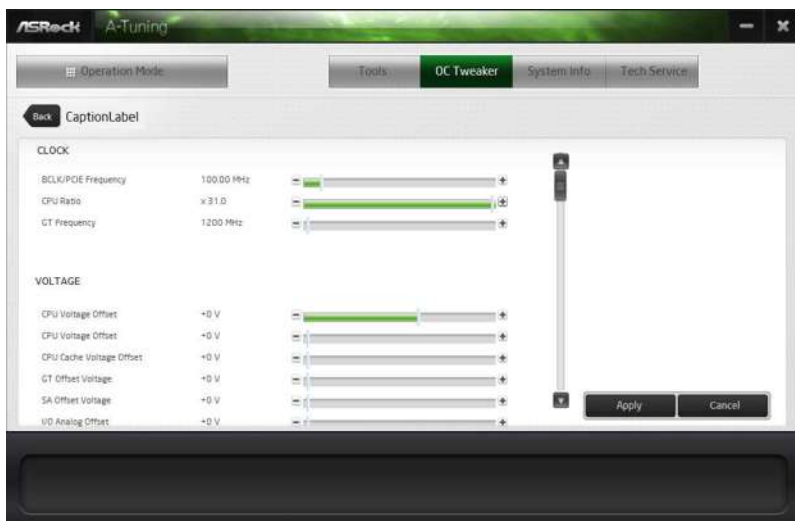 ASRock A-Tuning
Operation Mode Tools OC Tweaker System Info Tech Service
Back CaptionLabel
CLOCK
BCLK/PCIE Frequency 100.00 MHz
CPU Ratio x 31.0
GT Frequency 1200 MHz
VOLTAGE
CPU Voltage Offset +0 V
CPU Voltage Offset +0 V
CPU Cache Voltage Offset +0 V
GT Offset Voltage +0 V
SA Offset Voltage +0 V
I/O Analog Offset +0 V
Apply Cancel